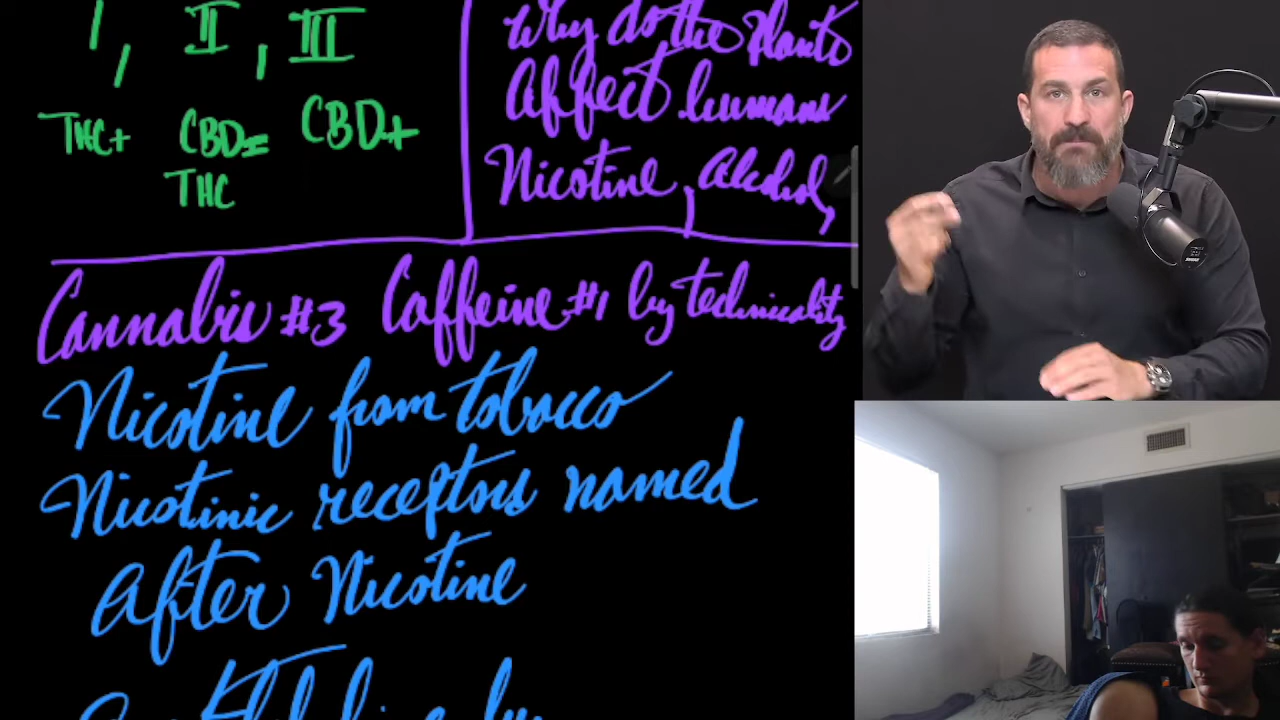 I, II, III
THC+ CBD= CBD+
THC
Why do the Plants
Affect humans
Nicotine, Alcohol,
Cannabis #3 Caffeine #1 by technicality
Nicotine from tobacco
Nicotinic receptors named
After Nicotine